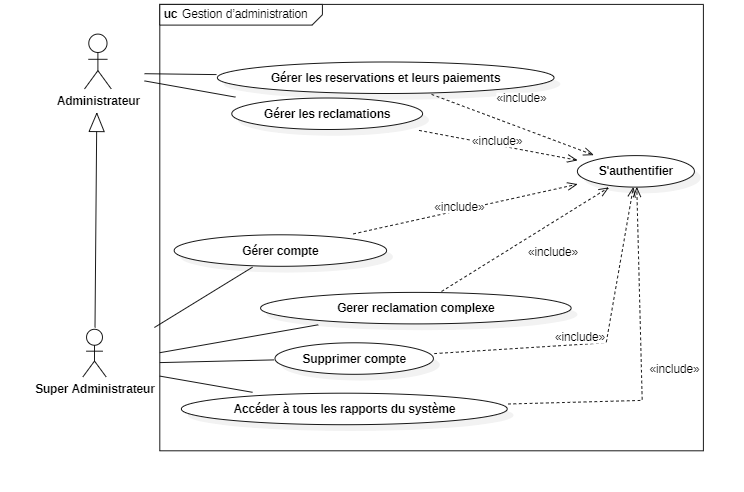 uc Gestion d'administration
Administrateur
Gérer les reservations et leurs paiements
«include»
Gérer les reclamations
«include»
S'authentifier
«include»
Gérer compte
«include»
Gerer reclamation complexe
«include»
Supprimer compte
«include»
Super Administrateur
Accéder à tous les rapports du système